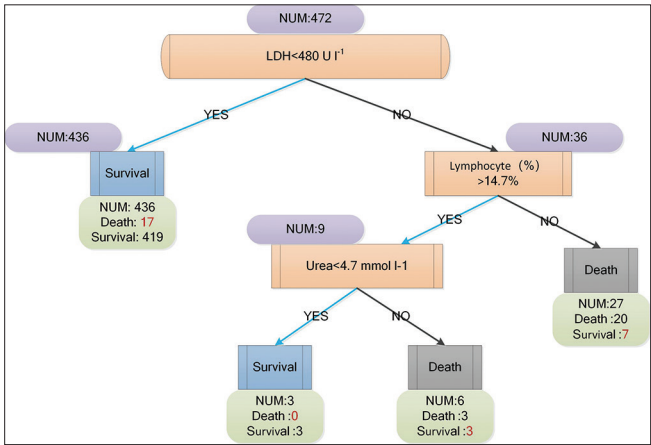 NUM:472
LDH<480 U l-1
YES
NO
NUM:436
NUM:36
Survival
Lymphocyte (%)
>14.7%
NUM: 436
Death: 17
Survival: 419
YES
NO
NUM:9
Urea<4.7 mmol l-1
Death
NUM:27
Death :20
Survival :7
YES
NO
Survival
Death
NUM:3
Death :0
Survival :3
NUM:6
Death :3
Survival :3